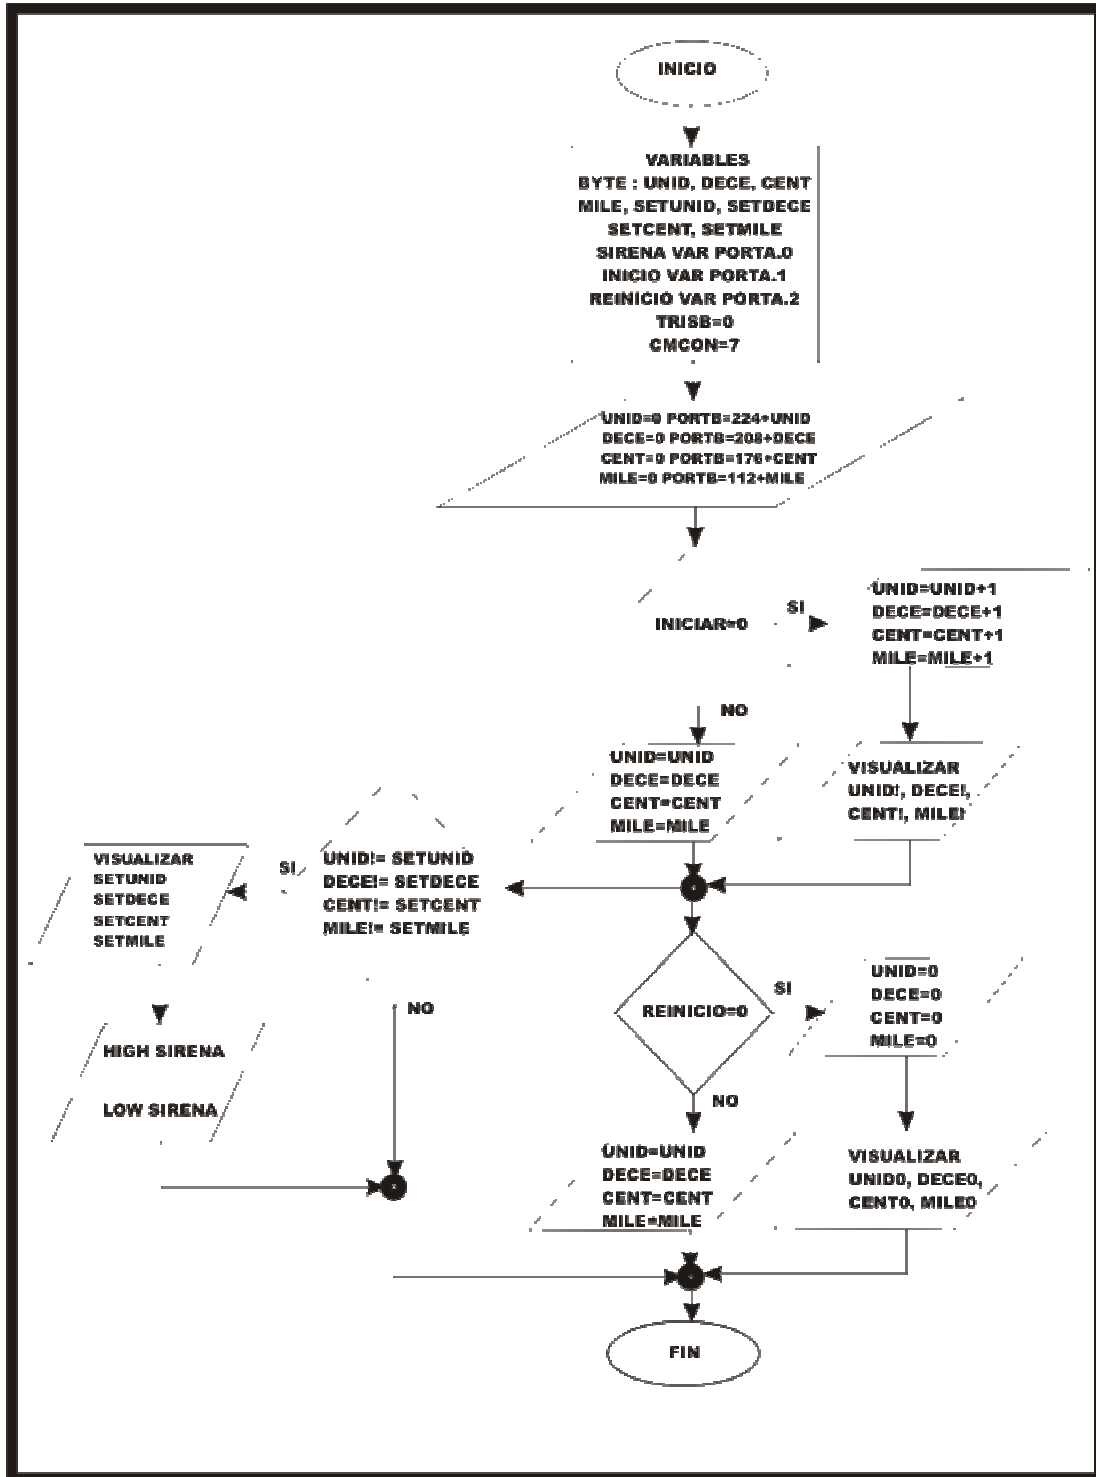 INICIO
VARIABLES
BYTE : UNID, DECE, CENT
MILE, SETUNID, SETDECE
SETCENT, SETMILE
SIRENA VAR PORTA.0
INICIO VAR PORTA.1
REINICIO VAR PORTA.2
TRISB=0
CMCON=7
UNID=0 PORTB=224+UNID
DECE=0 PORTB=208+DECE
CENT=0 PORTB=176+CENT
MILE=0 PORTB=112+MILE
INICIAR=0
SI
UNID=UNID+1
DECE=DECE+1
CENT=CENT+1
MILE=MILE+1
NO
UNID=UNID
DECE=DECE
CENT=CENT
MILE=MILE
VISUALIZAR
UNID!, DECE!,
CENT!, MILE!
UNID!= SETUNID
DECE!= SETDECE
CENT!= SETCENT
MILE!= SETMILE
SI
VISUALIZAR
SETUNID
SETDECE
SETCENT
SETMILE
NO
HIGH SIRENA
LOW SIRENA
REINICIO=0
SI
UNID=0
DECE=0
CENT=0
MILE=0
NO
UNID=UNID
DECE=DECE
CENT=CENT
MILE=MILE
VISUALIZAR
UNID0, DECE0,
CENT0, MILE0
FIN